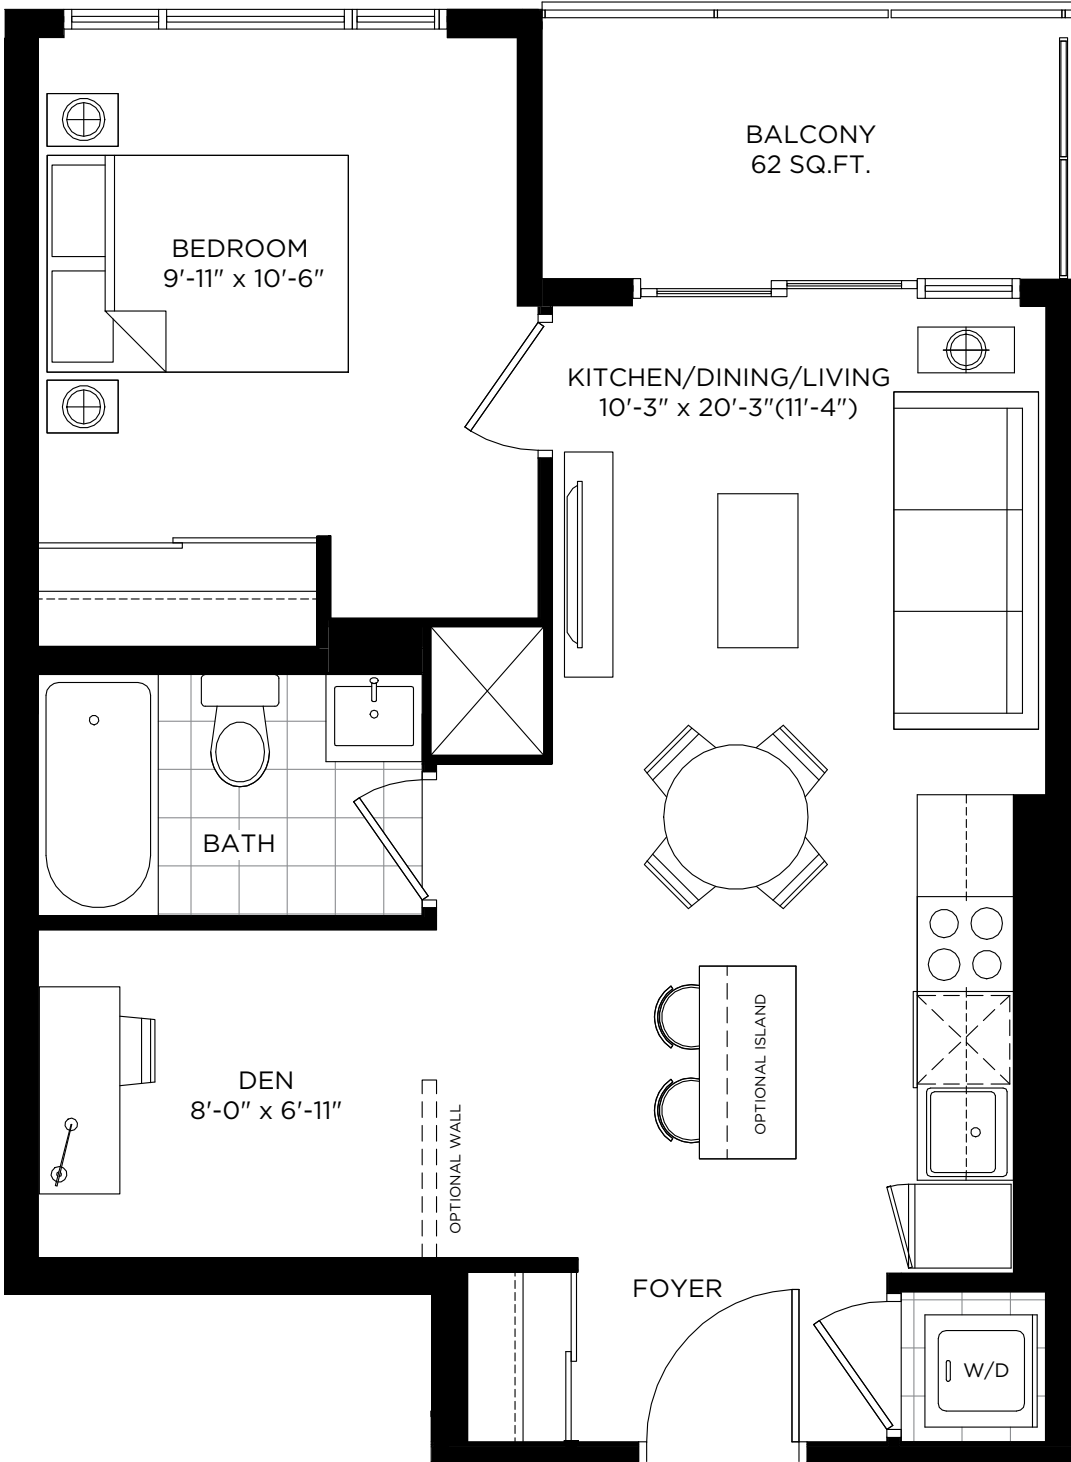 BALCONY
62 SQ.FT.
BEDROOM
9'-11" x 10'-6"
KITCHEN/DINING/LIVING
10'-3" x 20'-3"(11'-4")
BATH
DEN
8'-0" x 6'-11"
OPTIONAL WALL
OPTIONAL ISLAND
FOYER
W/D